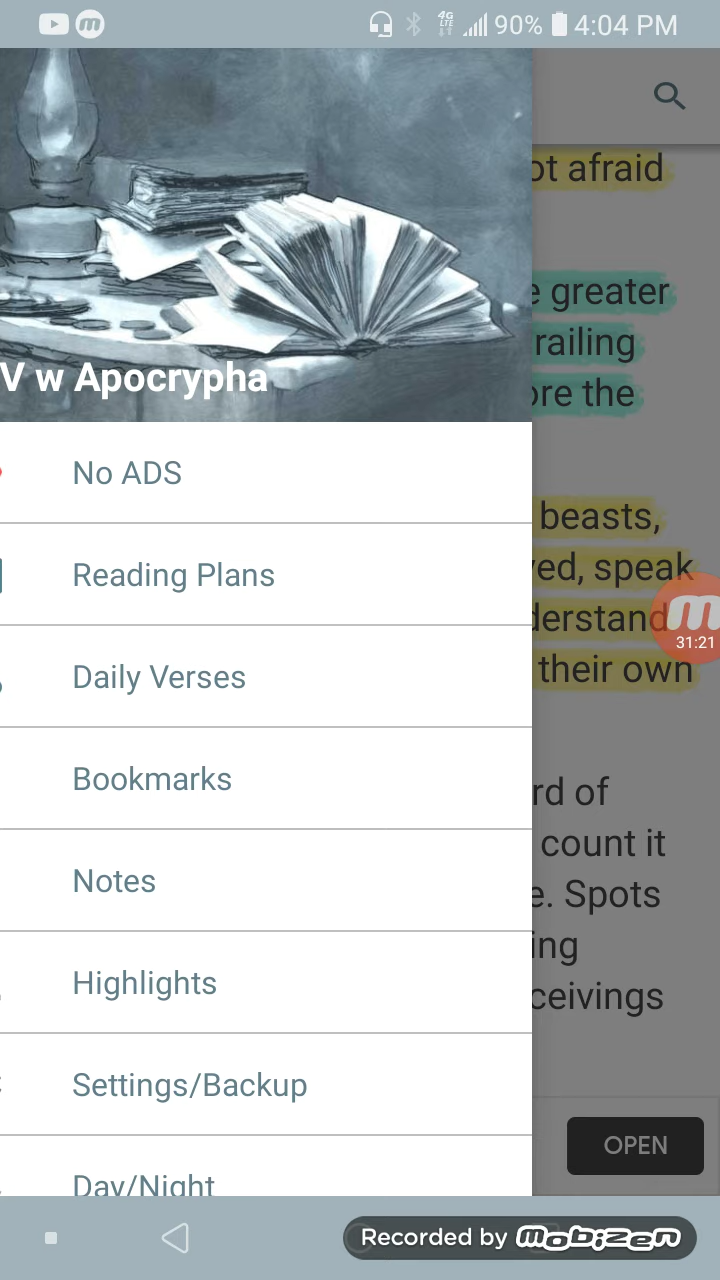 4G
LTE
90%
4:04 PM
V w Apocrypha
No ADS
Reading Plans
Daily Verses
Bookmarks
Notes
Highlights
Settings/Backup
Day/Night
ot afraid
e greater
railing
ore the
beasts,
ved, speak
derstand
their own
rd of
count it
e. Spots
ing
ceivings
m
31:21
OPEN
Recorded by mobizen